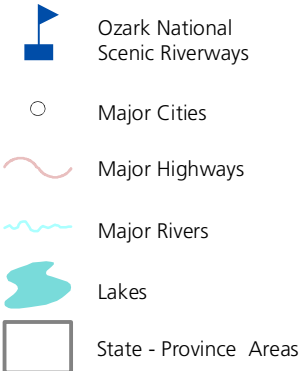 Ozark National
Scenic Riverways
Major Cities
Major Highways
Major Rivers
Lakes
State - Province Areas